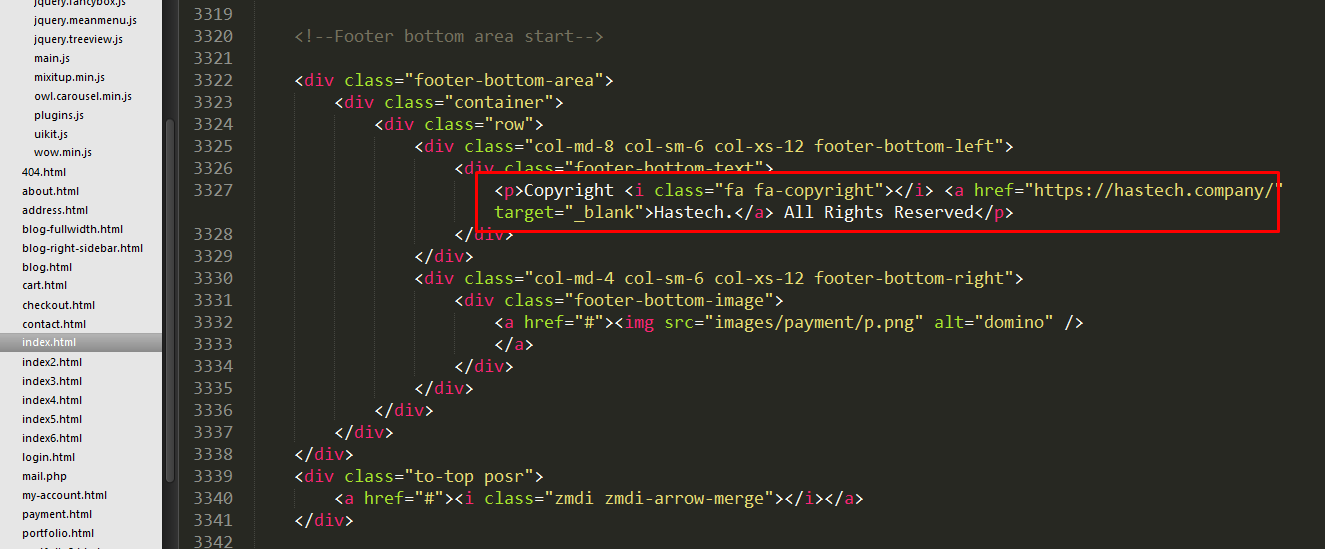 jquery.fancybox.js
jquery.meanmenu.js
jquery.treeview.js
main.js
mixitup.min.js
owl.carousel.min.js
plugins.js
uikit.js
wow.min.js
404.html
about.html
address.html
blog-fullwidth.html
blog-right-sidebar.html
blog.html
cart.html
checkout.html
contact.html
index.html
index2.html
index3.html
index4.html
index5.html
index6.html
login.html
mail.php
my-account.html
payment.html
portfolio.html
3319
3320 <!--Footer bottom area start-->
3321
3322 <div class="footer-bottom-area">
3323 <div class="container">
3324 <div class="row">
3325 <div class="col-md-8 col-sm-6 col-xs-12 footer-bottom-left">
3326 <div class="footer-bottom-text">
3327 <p>Copyright <i class="fa fa-copyright"></i> <a href="https://hastech.company/"
target="_blank">Hastech.</a> All Rights Reserved</p>
3328 </div>
3329 </div>
3330 <div class="col-md-4 col-sm-6 col-xs-12 footer-bottom-right">
3331 <div class="footer-bottom-image">
3332 <a href="#"><img src="images/payment/p.png" alt="domino" />
3333 </a>
3334 </div>
3335 </div>
3336 </div>
3337 </div>
3338 </div>
3339 <div class="to-top posr">
3340 <a href="#"><i class="zmdi zmdi-arrow-merge"></i></a>
3341 </div>
3342